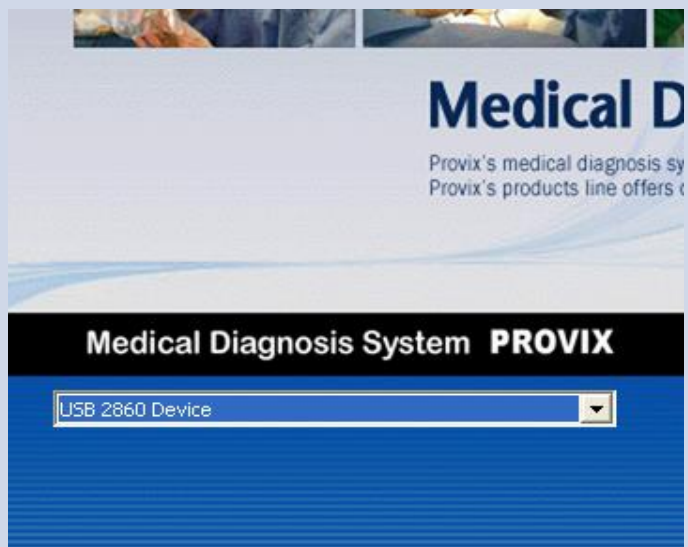 Medical D
Provix's medical diagnosis sy
Provix's products line offers
Medical Diagnosis System PROVIX
USB 2860 Device